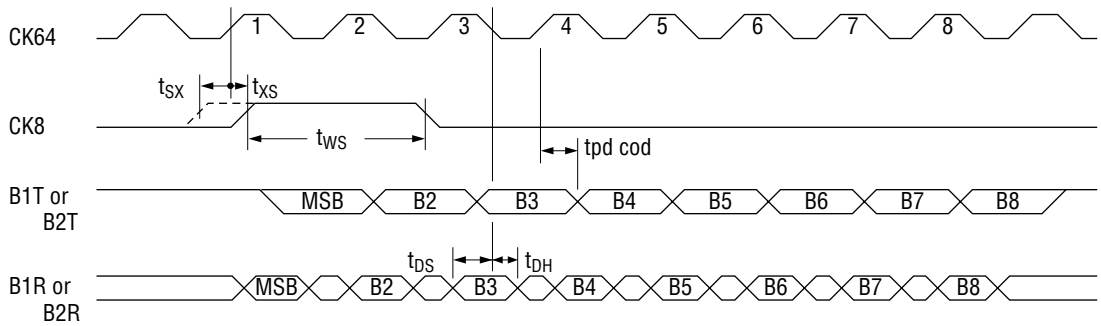 CK64 1 2 3 4 5 6 7 8
tSX tXS
CK8
tWS
tpd cod
B1T or
B2T
MSB B2 B3 B4 B5 B6 B7 B8
tDS tDH
B1R or
B2R
MSB B2 B3 B4 B5 B6 B7 B8